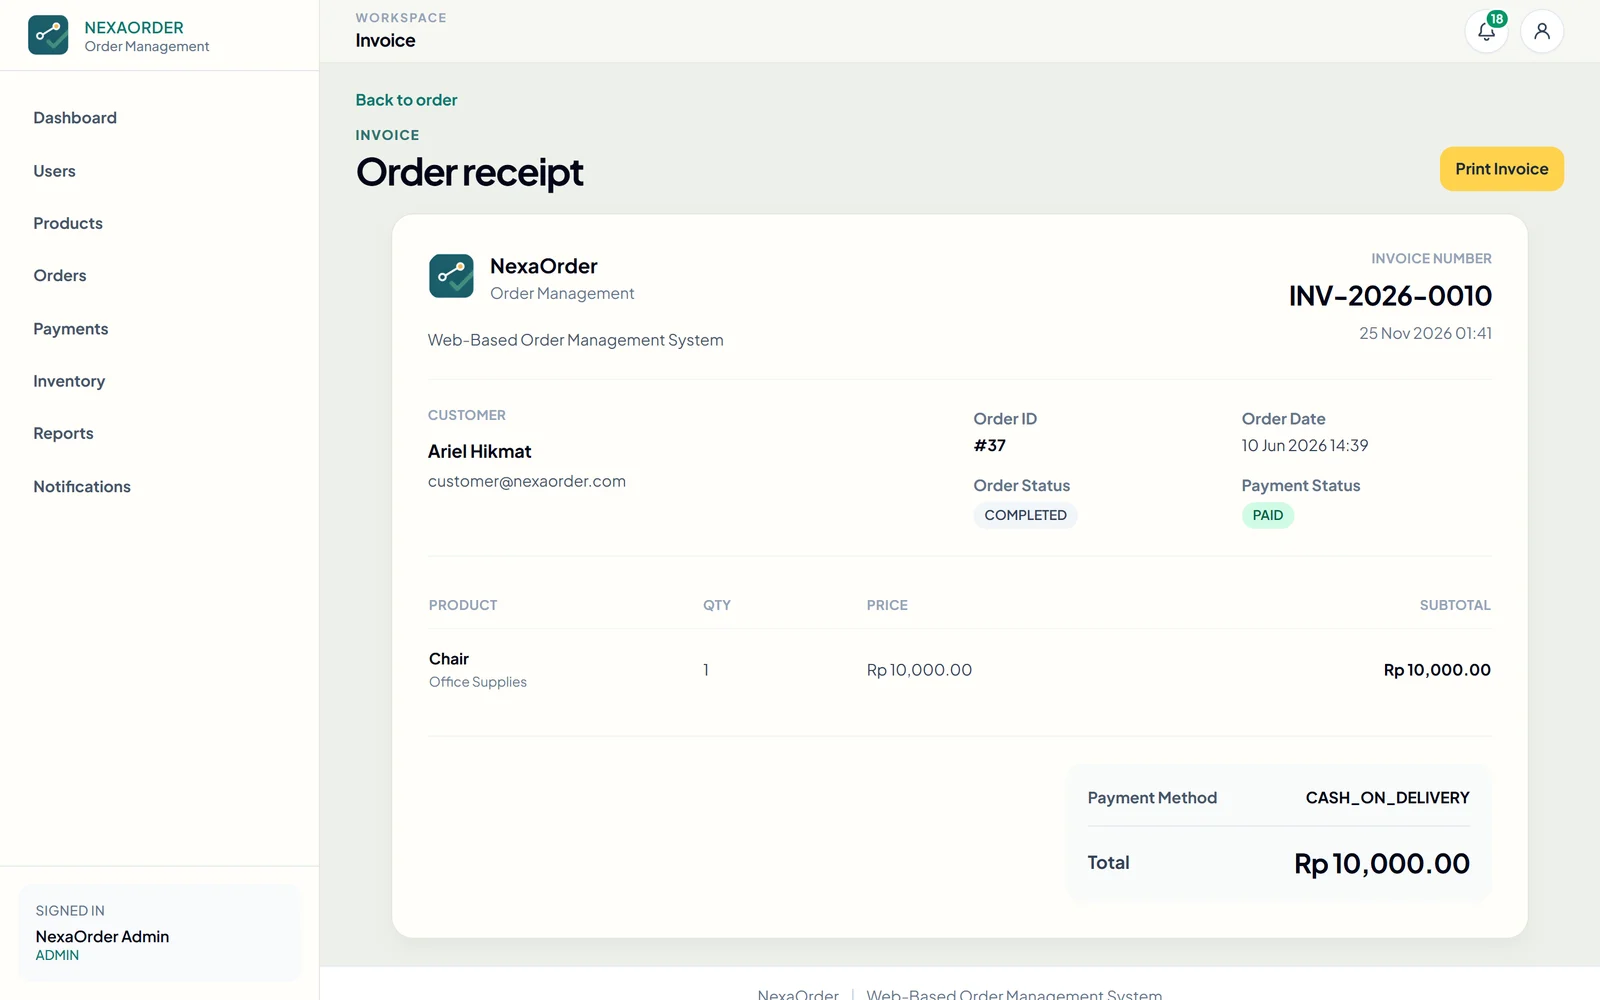 NEXAORDER
Order Management
Dashboard
Users
Products
Orders
Payments
Inventory
Reports
Notifications
SIGNED IN
NexaOrder Admin
ADMIN
WORKSPACE
Invoice
18
Back to order
INVOICE
Order receipt
Print Invoice
NexaOrder
Order Management
Web-Based Order Management System
INVOICE NUMBER
INV-2026-0010
25 Nov 2026 01:41
CUSTOMER
Ariel Hikmat
customer@nexaorder.com
Order ID
#37
Order Date
10 Jun 2026 14:39
Order Status
COMPLETED
Payment Status
PAID
PRODUCT QTY PRICE SUBTOTAL
Chair
Office Supplies
1 Rp 10,000.00 Rp 10,000.00
Payment Method CASH_ON_DELIVERY
Total Rp 10,000.00
NexaOrder | Web-Based Order Management System